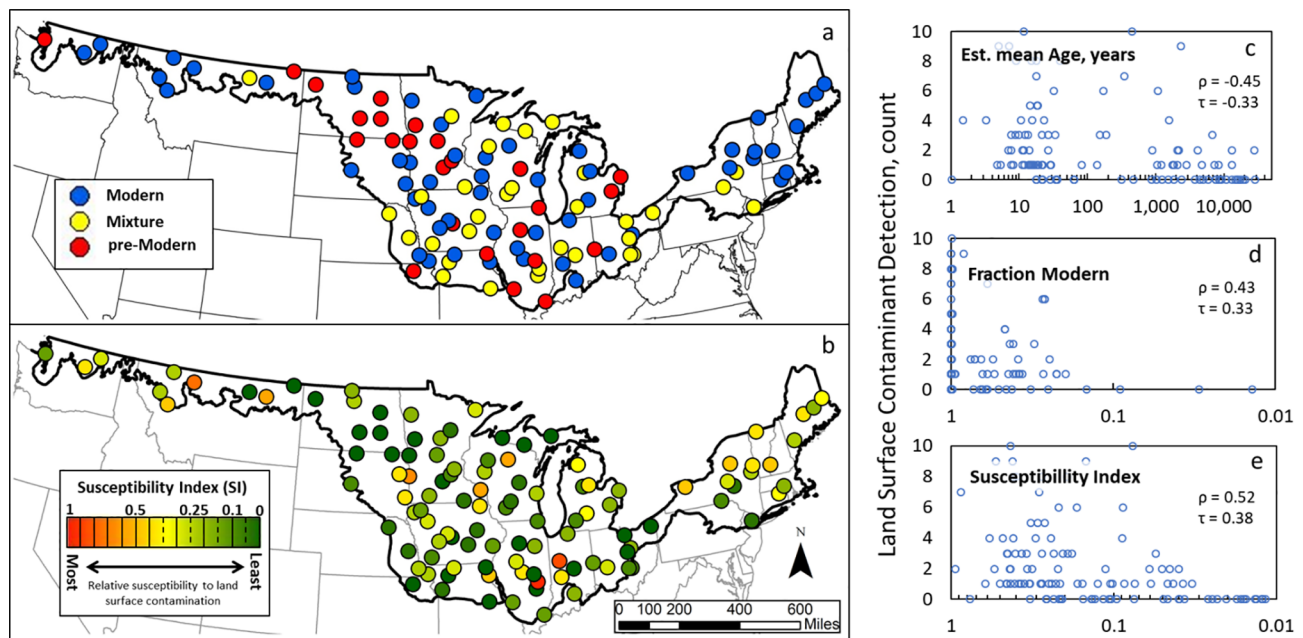 a
Modern
Mixture
pre-Modern
b
Susceptibility Index (SI)
1 0.5 0.25 0.1 0
Most
Least
Relative susceptibility to land
surface contamination
N
0 100 200 400 600
Miles
Land Surface Contaminant Detection, count
10
8
6
4
2
0
c
Est. mean Age, years
ρ = -0.45
τ = -0.33
1 10 100 1,000 10,000
10
8
6
4
2
0
d
Fraction Modern
ρ = 0.43
τ = 0.33
1 0.1 0.01
10
8
6
4
2
0
e
Susceptibility Index
ρ = 0.52
τ = 0.38
1 0.1 0.01